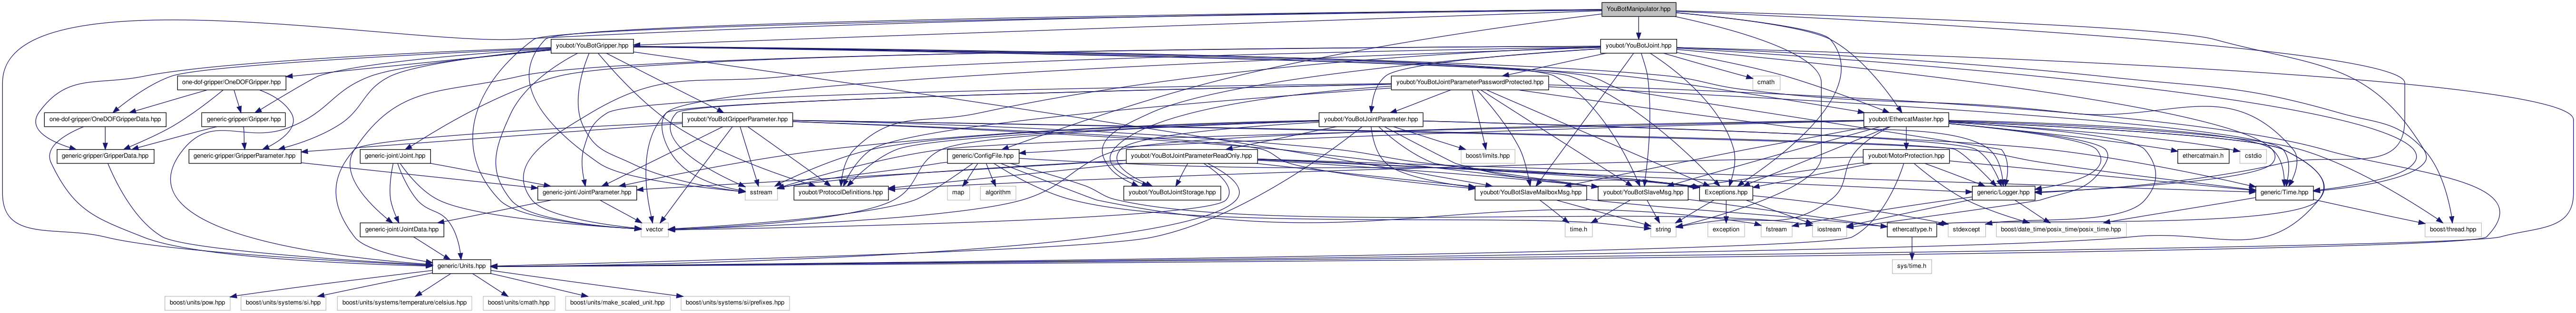 YouBotManipulator.hpp
youbot/YouBotGripper.hpp
youbot/YouBotJoint.hpp
one-dof-gripper/OneDOFGripper.hpp
youbot/YouBotJointParameterPasswordProtected.hpp
cmath
one-dof-gripper/OneDOFGripperData.hpp
generic-gripper/Gripper.hpp
youbot/YouBotGripperParameter.hpp
youbot/YouBotJointParameter.hpp
youbot/EthercatMaster.hpp
generic-gripper/GripperData.hpp
generic-gripper/GripperParameter.hpp
generic-joint/Joint.hpp
generic/ConfigFile.hpp
youbot/YouBotJointParameterReadOnly.hpp
boost/limits.hpp
youbot/MotorProtection.hpp
ethercatmain.h
cstdio
generic-joint/JointParameter.hpp
sstream
youbot/ProtocolDefinitions.hpp
map
algorithm
youbot/YouBotJointStorage.hpp
youbot/YouBotSlaveMailboxMsg.hpp
youbot/YouBotSlaveMsg.hpp
Exceptions.hpp
generic/Logger.hpp
generic/Time.hpp
generic-joint/JointData.hpp
vector
time.h
string
exception
fstream
iostream
ethercattype.h
stdexcept
boost/date_time/posix_time/posix_time.hpp
boost/thread.hpp
generic/Units.hpp
sys/time.h
boost/units/pow.hpp
boost/units/systems/si.hpp
boost/units/systems/temperature/celsius.hpp
boost/units/cmath.hpp
boost/units/make_scaled_unit.hpp
boost/units/systems/si/prefixes.hpp